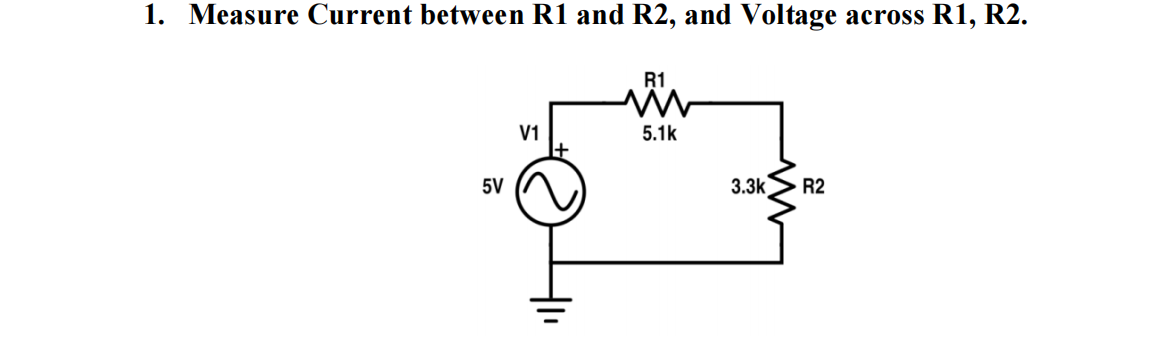 1. Measure Current between R1 and R2, and Voltage across R1, R2.
R1
V1
+
5.1k
5V
3.3k
R2